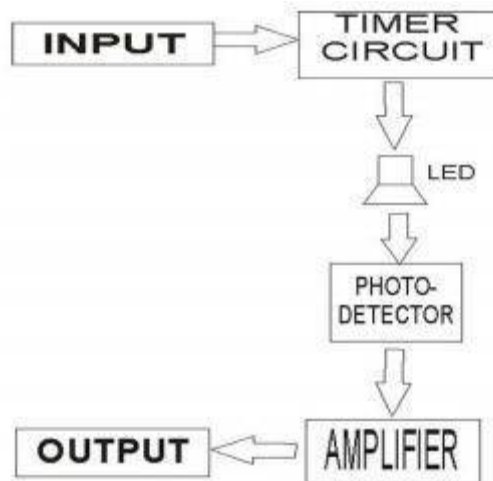 INPUT
TIMER
CIRCUIT
LED
PHOTO-
DETECTOR
AMPLIFIER
OUTPUT